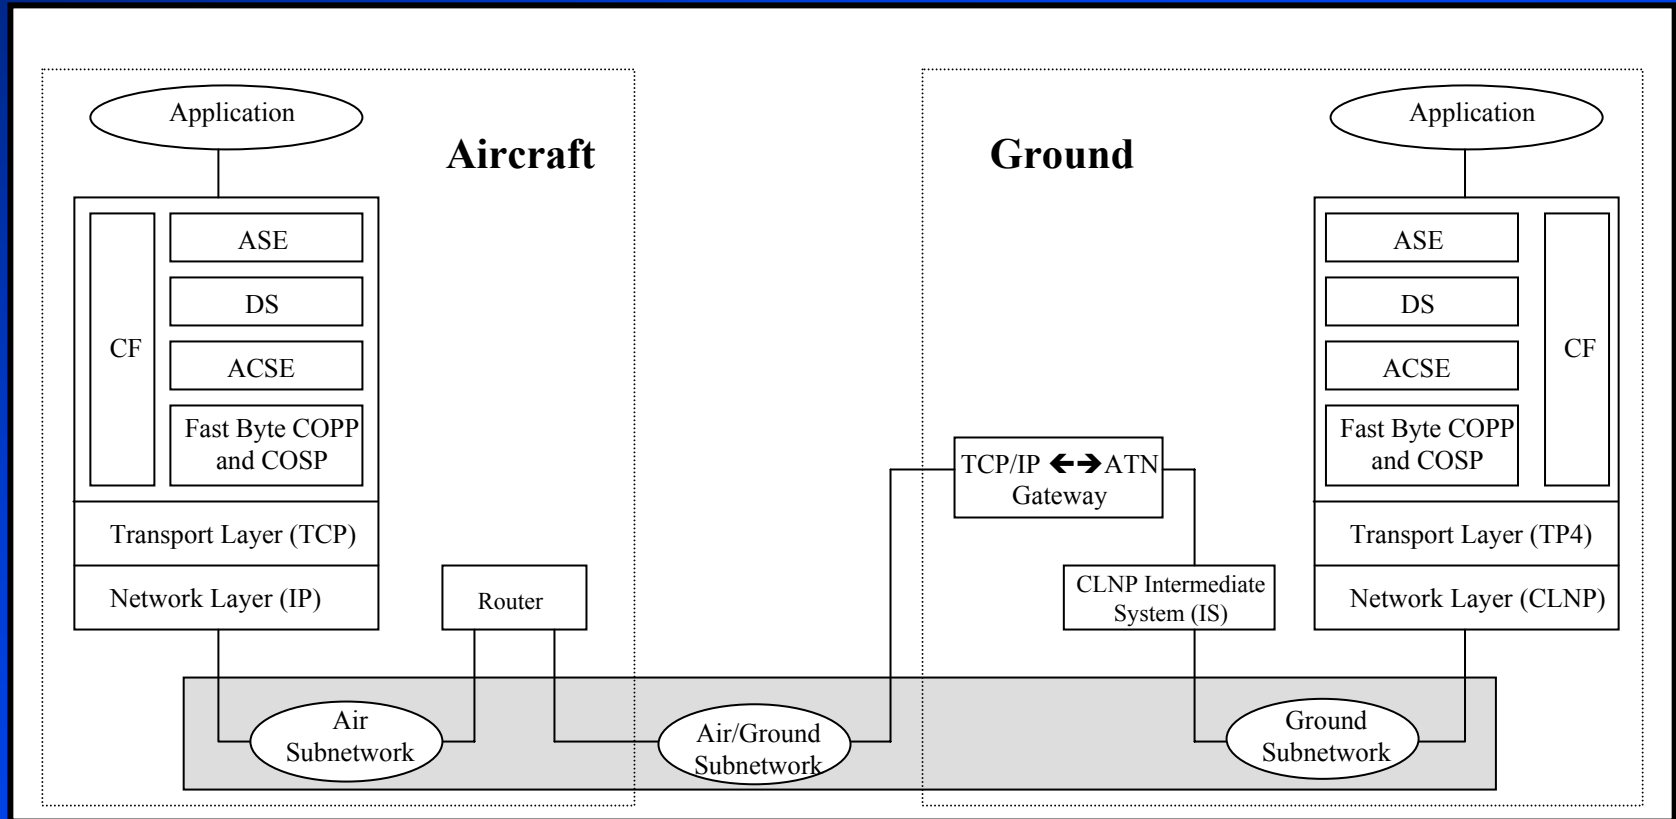 Application
Aircraft
CF
ASE
DS
ACSE
Fast Byte COPP
and COSP
Transport Layer (TCP)
Network Layer (IP)
Router
Air
Subnetwork
Air/Ground
Subnetwork
Ground
TCP/IP 🡨🡪 ATN
Gateway
CLNP Intermediate
System (IS)
Application
ASE
DS
ACSE
Fast Byte COPP
and COSP
CF
Transport Layer (TP4)
Network Layer (CLNP)
Ground
Subnetwork